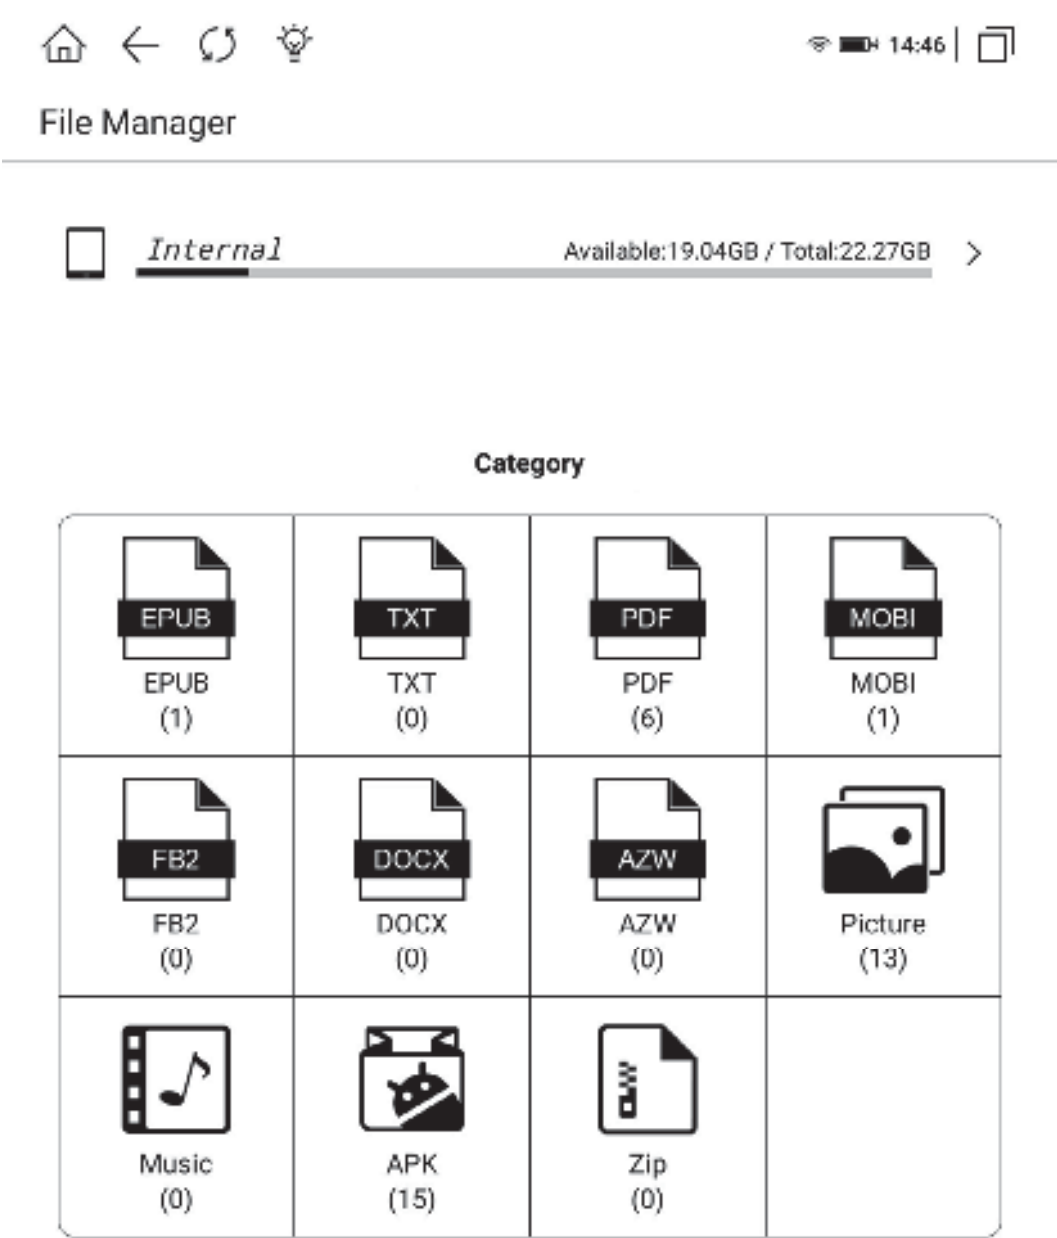 14:46
File Manager
Internal Available:19.04GB / Total:22.27GB
Category
EPUB TXT PDF MOBI
EPUB TXT PDF MOBI
(1) (0) (6) (1)
FB2 DOCX AZW
FB2 DOCX AZW Picture
(0) (0) (0) (13)
Music APK Zip
(0) (15) (0)